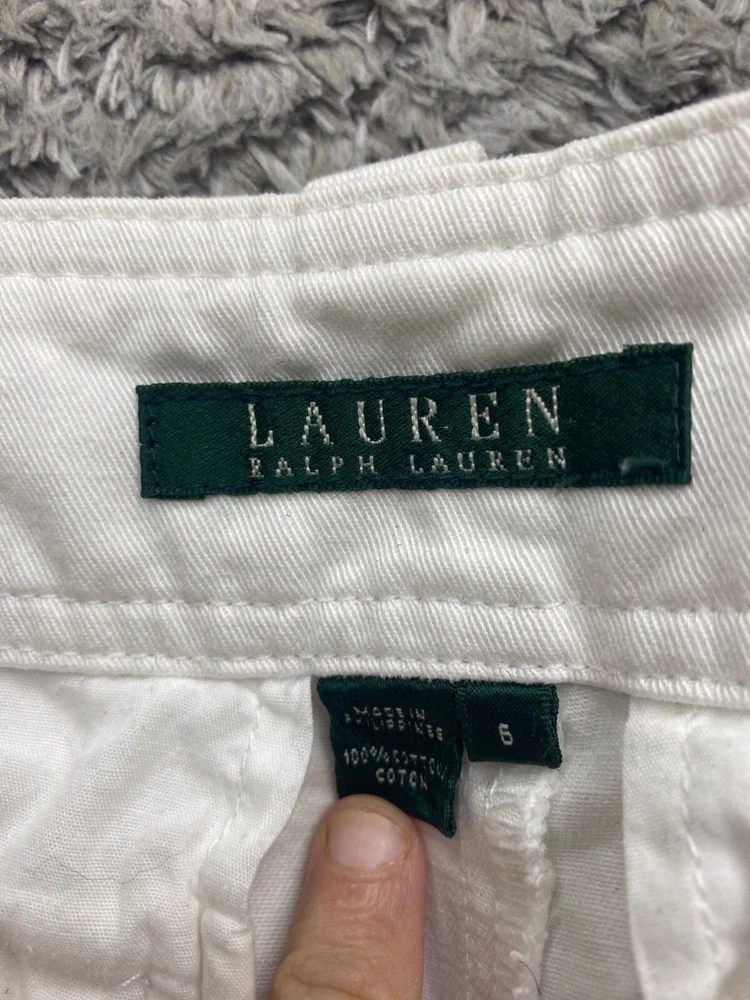 LAUREN
RALPH LAUREN
MADE IN
PHILIPPINES
6
100% COTTON/
COTON